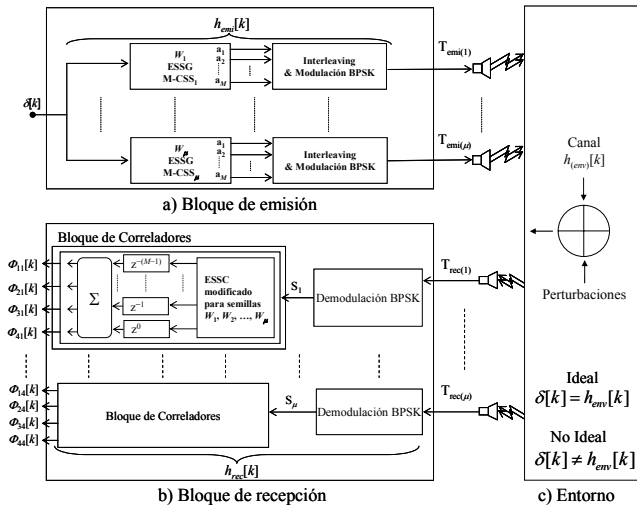 h_emi[k]
δ[k]
W_1
ESSG
M-CSS_1
a_1
a_2
a_M
Interleaving
& Modulación BPSK
T_emi(1)
W_μ
ESSG
M-CSS_μ
a_1
a_2
a_M
Interleaving
& Modulación BPSK
T_emi(μ)
a) Bloque de emisión
Bloque de Correladores
Φ_11[k]
Φ_21[k]
Φ_31[k]
Φ_41[k]
Σ
z^-(M-1)
z^-1
z^0
ESSC
modificado
para semillas
W_1, W_2, ..., W_μ
S_1
Demodulación BPSK
T_rec(1)
Φ_14[k]
Φ_24[k]
Φ_34[k]
Φ_44[k]
Bloque de Correladores
S_μ
Demodulación BPSK
T_rec(μ)
h_rec[k]
b) Bloque de recepción
Canal
h_(env)[k]
Perturbaciones
Ideal
δ[k] = h_env[k]
No Ideal
δ[k] ≠ h_env[k]
c) Entorno